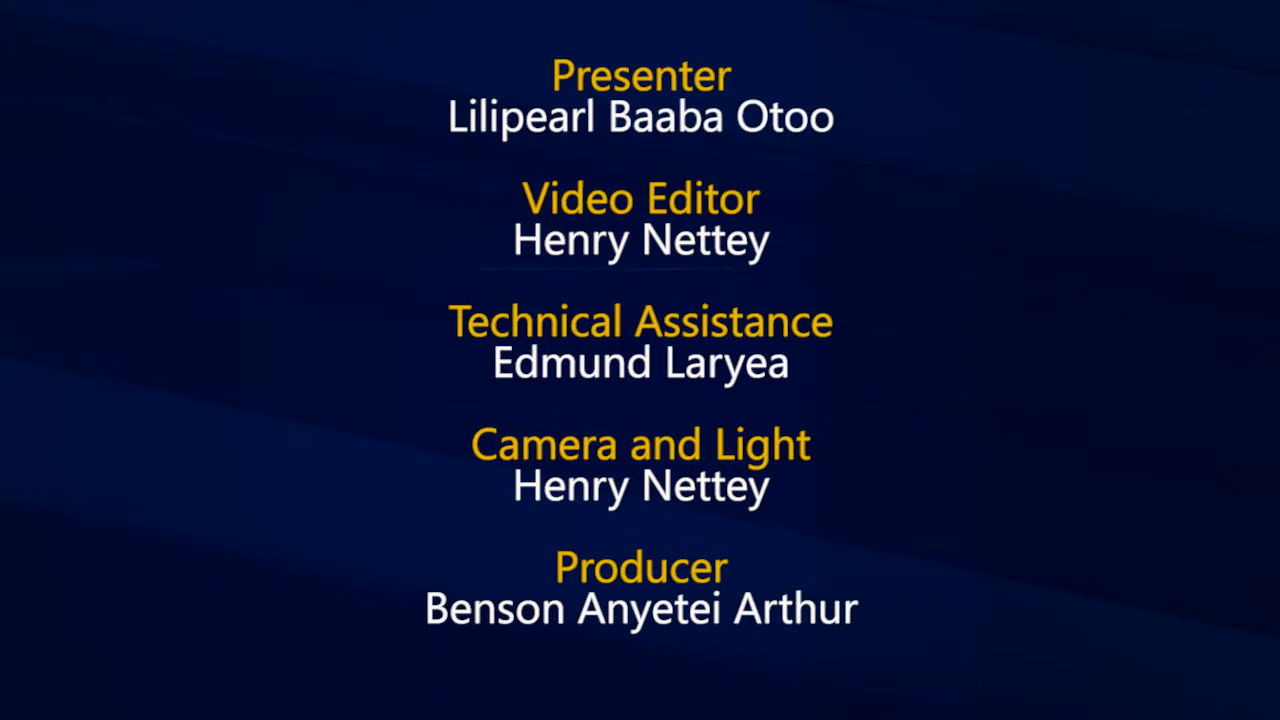 Presenter
Lilipearl Baaba Otoo
Video Editor
Henry Nettey
Technical Assistance
Edmund Laryea
Camera and Light
Henry Nettey
Producer
Benson Anyetei Arthur